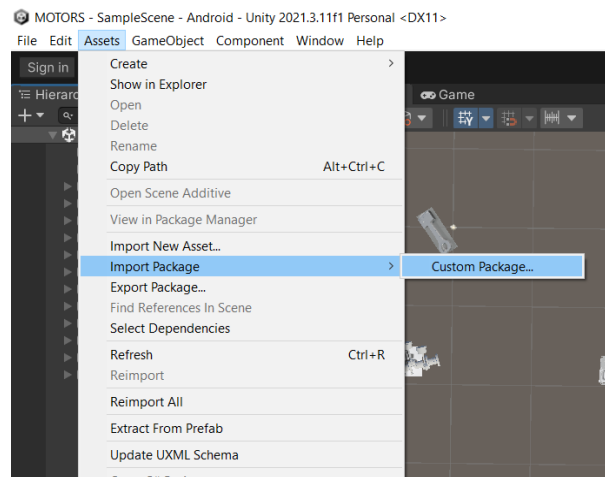 MOTORS - SampleScene - Android - Unity 2021.3.11f1 Personal <DX11>
File Edit Assets GameObject Component Window Help
Sign in
Hierarc
Game
Create
Show in Explorer
Open
Delete
Rename
Copy Path Alt+Ctrl+C
Open Scene Additive
View in Package Manager
Import New Asset...
Import Package
Custom Package...
Export Package...
Find References In Scene
Select Dependencies
Refresh Ctrl+R
Reimport
Reimport All
Extract From Prefab
Update UXML Schema